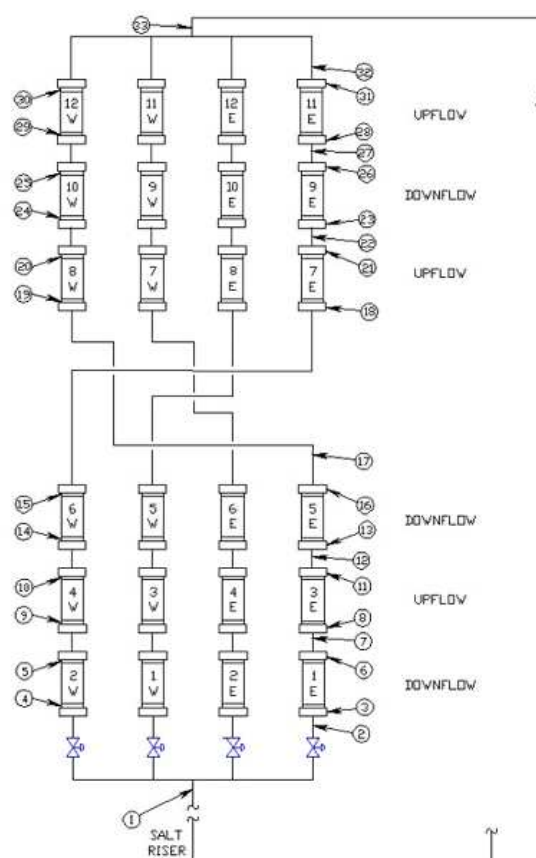 33
32
30 12 W 11 W 12 E 11 E 31
UPFLOW
29 28
27
25 10 W 9 W 10 E 9 E 26
DOWNFLOW
24 23
22
20 8 W 7 W 8 E 7 E 21
UPFLOW
19 18
17
15 6 W 5 W 6 E 5 E 16
DOWNFLOW
14 13
12
10 4 W 3 W 4 E 3 E 11
UPFLOW
9 8
7
5 2 W 1 W 2 E 1 E 6
DOWNFLOW
4 3
2
1
SALT
RISER